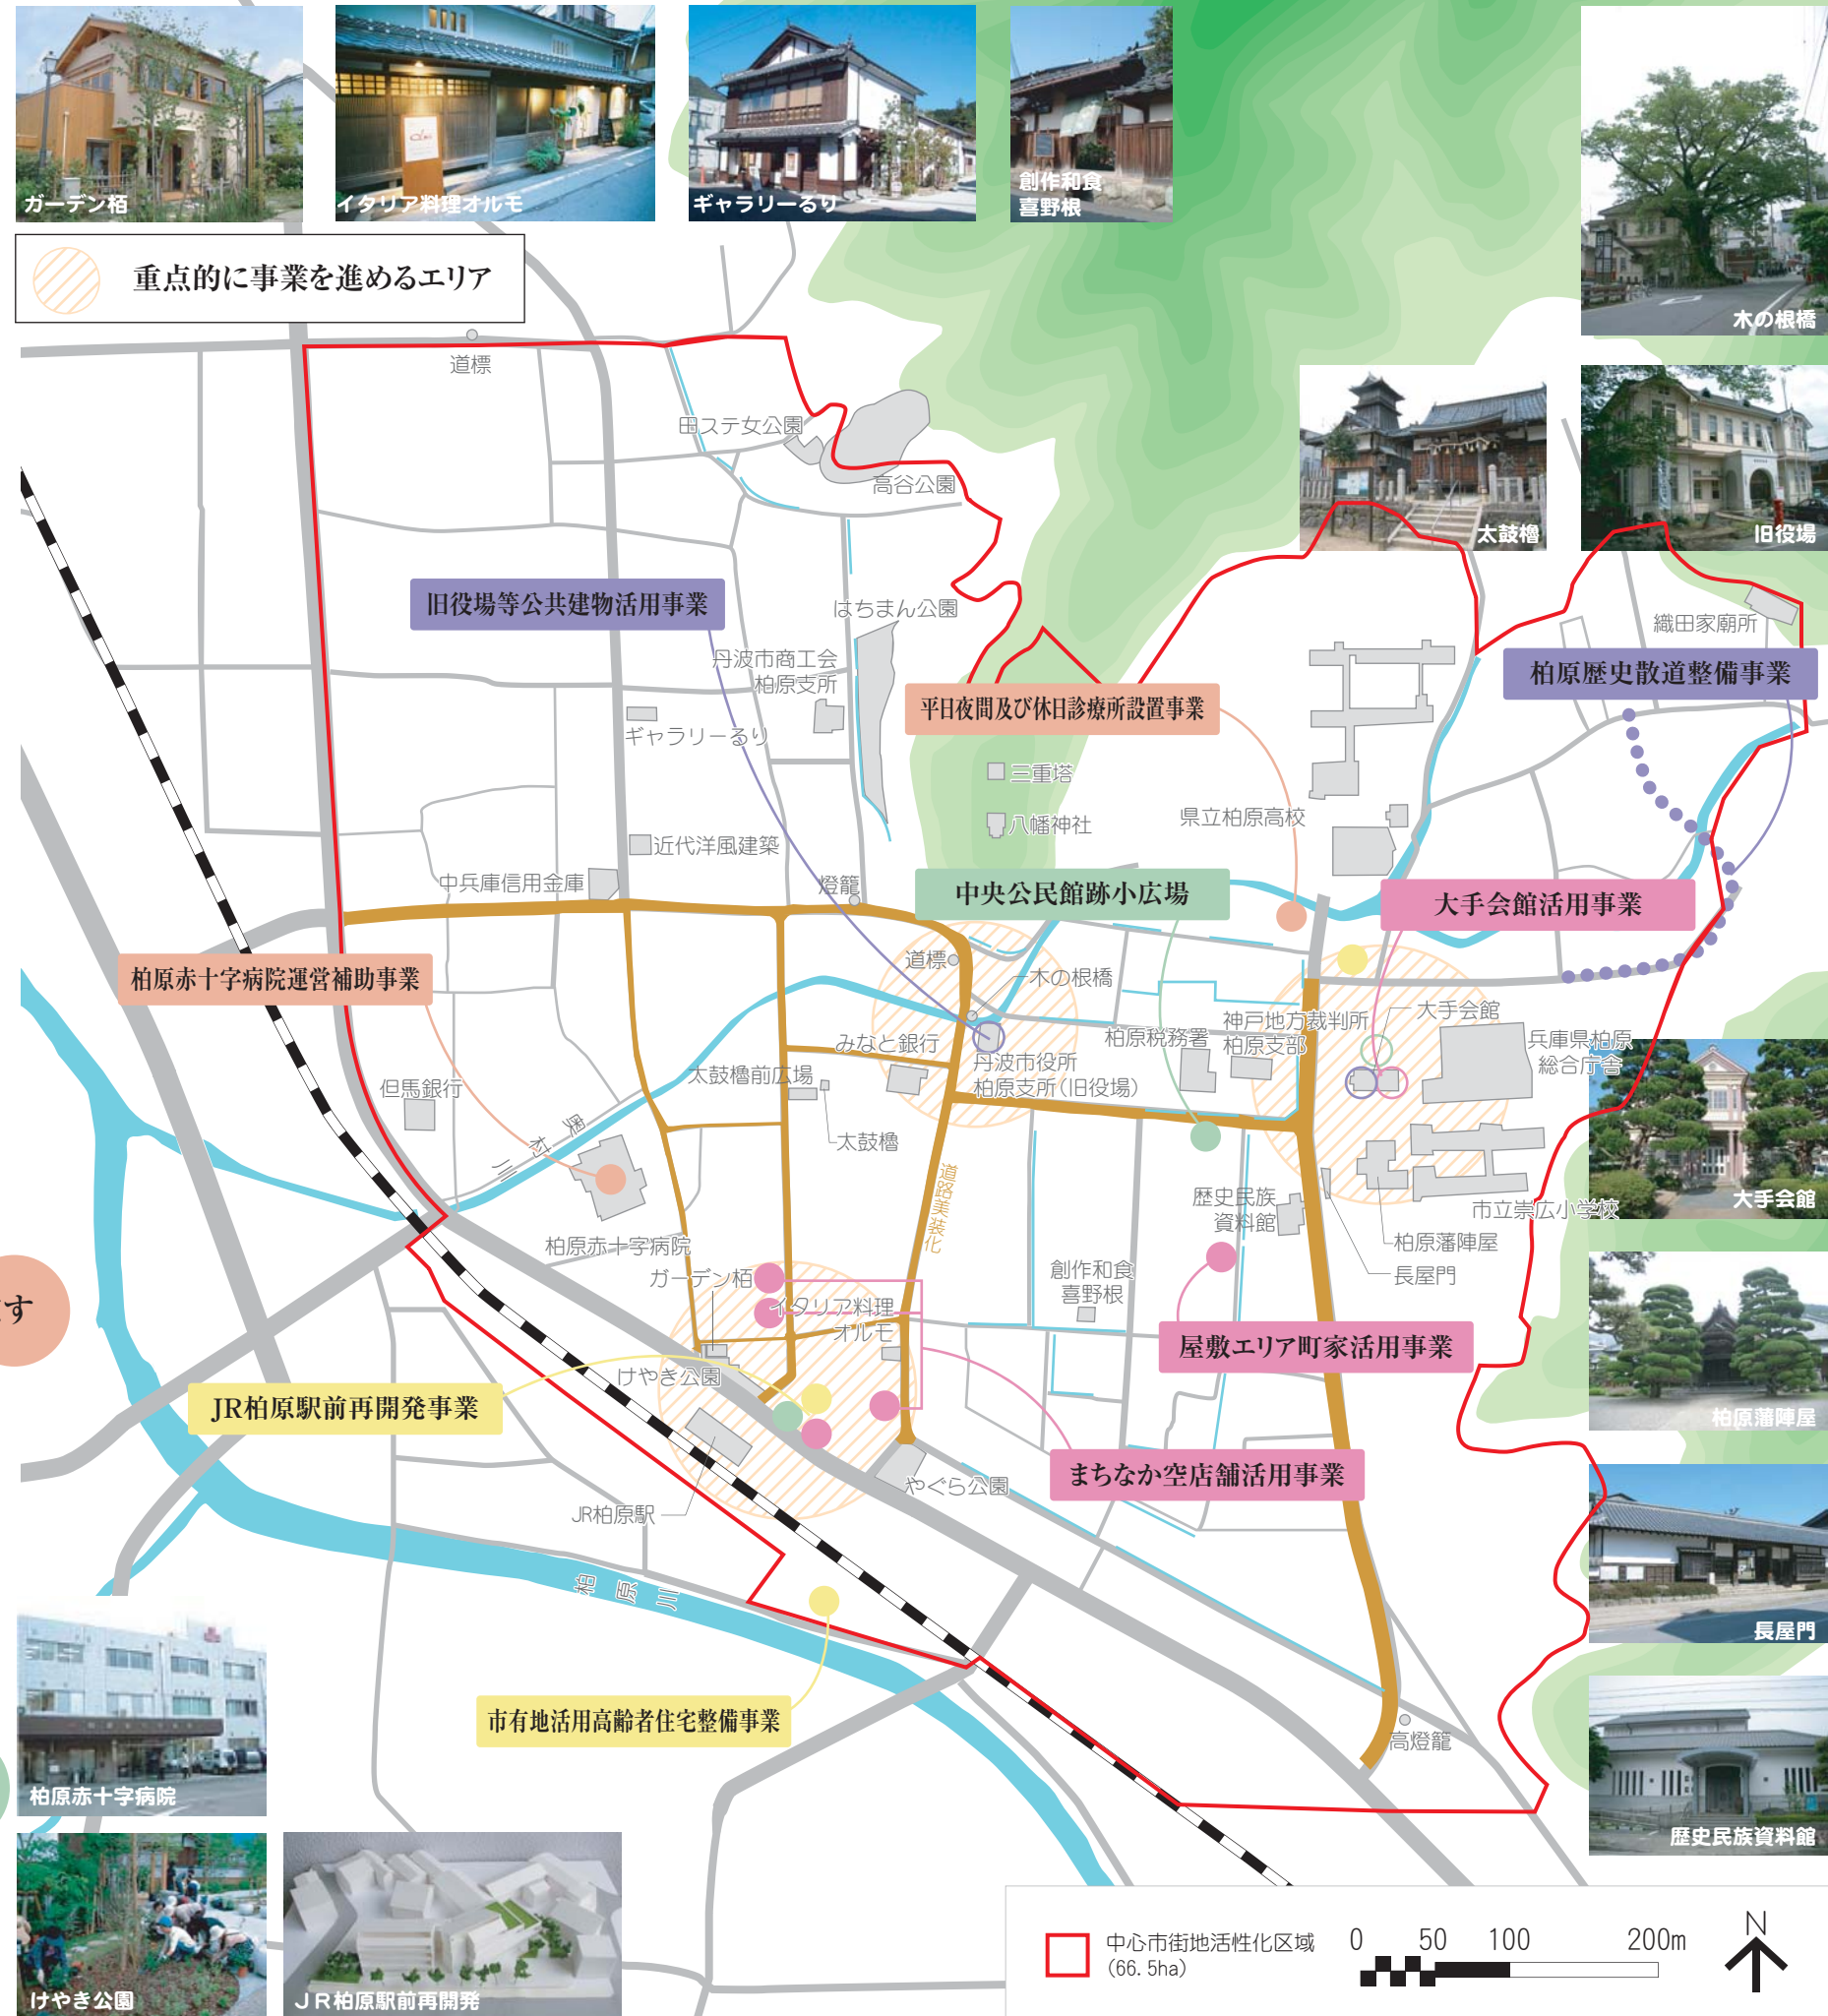 ガーデン栢
イタリア料理オルモ
ギャラリーるり
創作和食
喜野根
木の根橋
重点的に事業を進めるエリア
道標
田ステ女公園
高谷公園
太鼓櫓
旧役場
旧役場等公共建物活用事業
はちまん公園
織田家廟所
丹波市商工会
柏原支所
柏原歴史散道整備事業
平日夜間及び休日診療所設置事業
ギャラリーるり
三重塔
八幡神社
県立柏原高校
近代洋風建築
中兵庫信用金庫
燈籠
中央公民館跡小広場
大手会館活用事業
道標
柏原赤十字病院運営補助事業
木の根橋
大手会館
神戸地方裁判所
柏原支部
柏原税務署
みなと銀行
兵庫県柏原
総合庁舎
丹波市役所
柏原支所(旧役場)
太鼓櫓前広場
但馬銀行
奥村川
太鼓櫓
道路美装化
歴史民族
資料館
市立崇広小学校
大手会館
柏原藩陣屋
長屋門
柏原赤十字病院
ガーデン栢
創作和食
喜野根
イタリア料理
オルモ
す
屋敷エリア町家活用事業
けやき公園
JR柏原駅前再開発事業
柏原藩陣屋
まちなか空店舗活用事業
やぐら公園
JR柏原駅
柏原川
長屋門
市有地活用高齢者住宅整備事業
高燈籠
柏原赤十字病院
歴史民族資料館
けやき公園
JR柏原駅前再開発
中心市街地活性化区域
(66.5ha)
0 50 100 200m
N